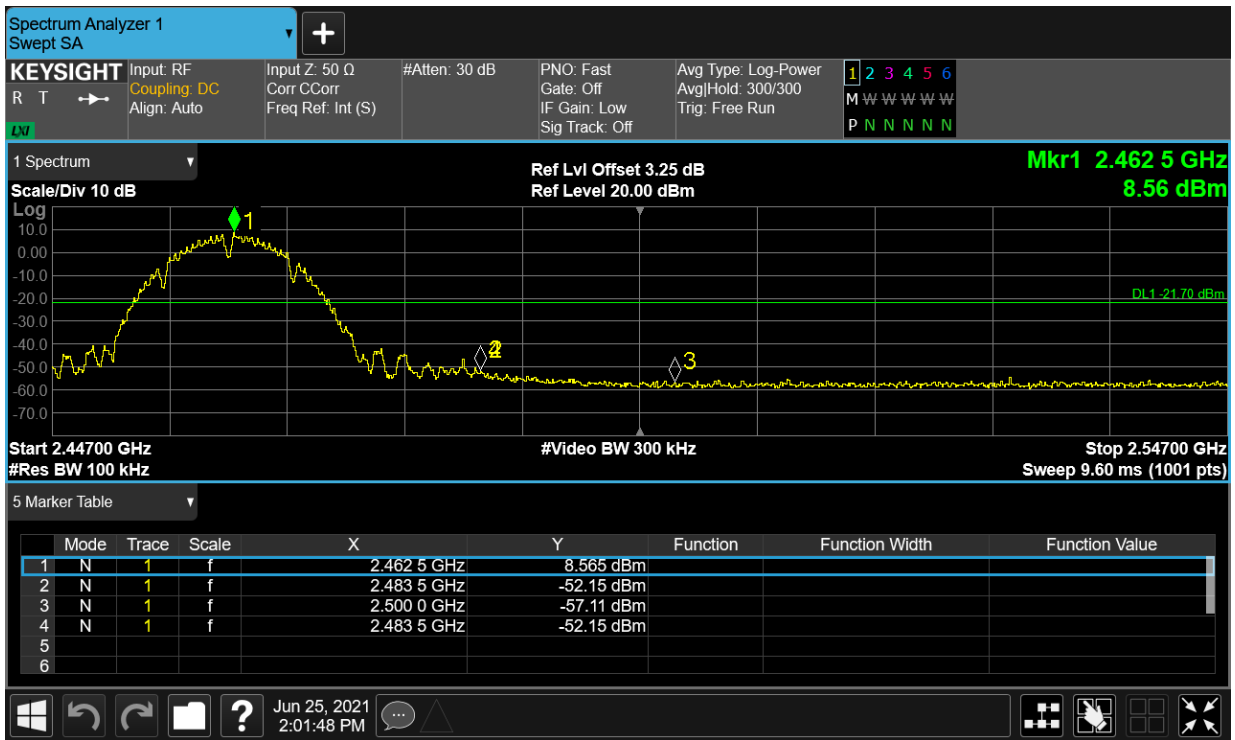 Spectrum Analyzer 1
Swept SA
+
KEYSIGHT Input: RF Input Z: 50 Ω #Atten: 30 dB PNO: Fast Avg Type: Log-Power 1 2 3 4 5 6
R T Coupling: DC Corr CCorr Gate: Off Avg|Hold: 300/300 M W W W W W
Align: Auto Freq Ref: Int (S) IF Gain: Low Trig: Free Run
LXI Sig Track: Off P N N N N N
1 Spectrum Ref Lvl Offset 3.25 dB Mkr1 2.462 5 GHz
Scale/Div 10 dB Ref Level 20.00 dBm 8.56 dBm
Log
10.0
0.00
-10.0
-20.0
-30.0
-40.0
-50.0
-60.0
-70.0
1
DL1 -21.70 dBm
2
3
Start 2.44700 GHz #Video BW 300 kHz Stop 2.54700 GHz
#Res BW 100 kHz Sweep 9.60 ms (1001 pts)
5 Marker Table
Mode Trace Scale X Y Function Function Width Function Value
1 N 1 f 2.462 5 GHz 8.565 dBm
2 N 1 f 2.483 5 GHz -52.15 dBm
3 N 1 f 2.500 0 GHz -57.11 dBm
4 N 1 f 2.483 5 GHz -52.15 dBm
5
6
? Jun 25, 2021
2:01:48 PM